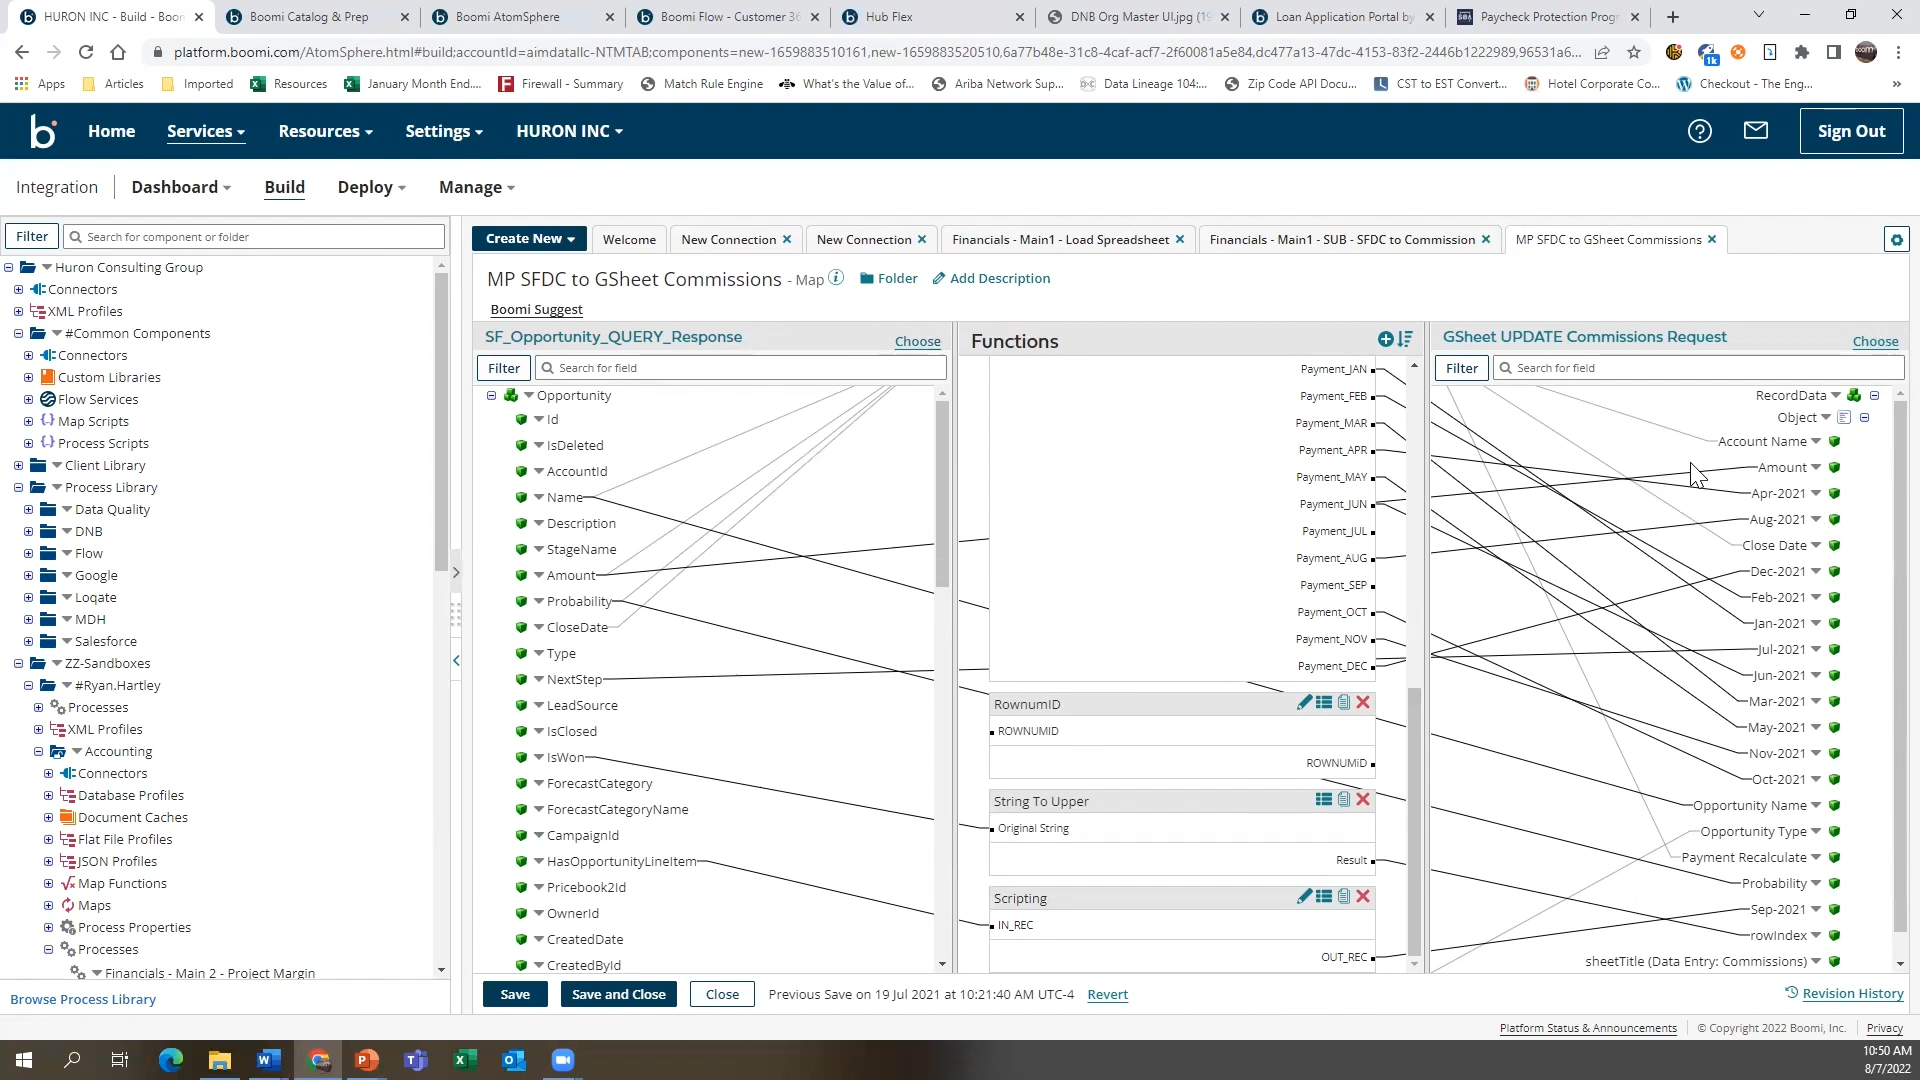 HURON INC - Build - Boon
Boomi Catalog & Prep
Boomi AtomSphere
Boomi Flow - Customer 36
Hub Flex
DNB Org Master UI.jpg (19
Loan Application Portal by
Paycheck Protection Progr
platform.boomi.com/AtomSphere.html#build;accountId=aimdatallc-NTMTAB;components=new-1659883510161,new-1659883520510,6a77b48e-31c8-4caf-acf7-2f60081a5e84,dc477a13-47dc-4153-83f2-2446b1222989,96531a6...
1k
Apps
Articles
Imported
Resources
January Month End....
Firewall - Summary
Match Rule Engine
What's the Value of...
Ariba Network Sup...
Data Lineage 104:...
Zip Code API Docu...
CST to EST Convert...
Hotel Corporate Co...
Checkout - The Eng...
Home
Services
Resources
Settings
HURON INC
Sign Out
Integration
Dashboard
Build
Deploy
Manage
Filter
Search for component or folder
Create New
Welcome
New Connection
New Connection
Financials - Main1 - Load Spreadsheet
Financials - Main1 - SUB - SFDC to Commission
MP SFDC to GSheet Commissions
Huron Consulting Group
Connectors
XML Profiles
#Common Components
Connectors
Custom Libraries
Flow Services
Map Scripts
Process Scripts
Client Library
Process Library
Data Quality
DNB
Flow
Google
Loqate
MDH
Salesforce
ZZ-Sandboxes
#Ryan.Hartley
Processes
XML Profiles
Accounting
Connectors
Database Profiles
Document Caches
Flat File Profiles
JSON Profiles
Map Functions
Maps
Process Properties
Processes
Financials - Main 2 - Project Margin
Browse Process Library
MP SFDC to GSheet Commissions - Map
Folder
Add Description
Boomi Suggest
SF_Opportunity_QUERY_Response
Choose
Filter
Search for field
Opportunity
Id
IsDeleted
AccountId
Name
Description
StageName
Amount
Probability
CloseDate
Type
NextStep
LeadSource
IsClosed
IsWon
ForecastCategory
ForecastCategoryName
CampaignId
HasOpportunityLineItem
Pricebook2Id
OwnerId
CreatedDate
CreatedById
Functions
Payment_JAN
Payment_FEB
Payment_MAR
Payment_APR
Payment_MAY
Payment_JUN
Payment_JUL
Payment_AUG
Payment_SEP
Payment_OCT
Payment_NOV
Payment_DEC
RownumID
ROWNUMID
ROWNUMiD
String To Upper
Original String
Result
Scripting
IN_REC
OUT_REC
GSheet UPDATE Commissions Request
Choose
Filter
Search for field
RecordData
Object
Account Name
Amount
Apr-2021
Aug-2021
Close Date
Dec-2021
Feb-2021
Jan-2021
Jul-2021
Jun-2021
Mar-2021
May-2021
Nov-2021
Oct-2021
Opportunity Name
Opportunity Type
Payment Recalculate
Probability
Sep-2021
rowIndex
sheetTitle (Data Entry: Commissions)
Save
Save and Close
Close
Previous Save on 19 Jul 2021 at 10:21:40 AM UTC-4
Revert
Revision History
Platform Status & Announcements
© Copyright 2022 Boomi, Inc.
Privacy
10:50 AM
8/7/2022